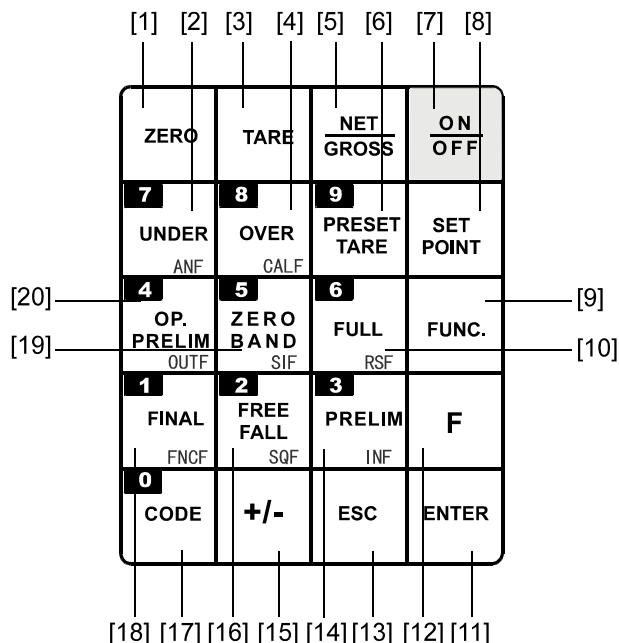 [1] [2] [3] [4] [5] [6] [7] [8]
ZERO TARE NET GROSS ON OFF
7 8 9
UNDER OVER PRESET TARE SET POINT
ANF CALF
[20] 4 5 6 [9]
OP. PRELIM ZERO BAND FULL FUNC.
[19] OUTF SIF RSF [10]
1 2 3
FINAL FREE FALL PRELIM F
FNCF SQF INF
0
CODE +/- ESC ENTER
[18] [17] [16] [15] [14] [13] [12] [11]